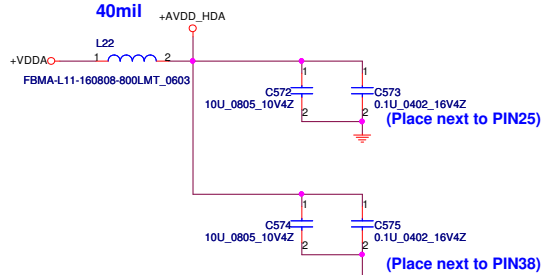 40mil
+AVDD_HDA
L22
+VDDA
1 2
FBMA-L11-160808-800LMT_0603
1 1
C572 C573
10U_0805_10V4Z 0.1U_0402_16V4Z
2 2
(Place next to PIN25)
1 1
C574 C575
10U_0805_10V4Z 0.1U_0402_16V4Z
2 2
(Place next to PIN38)